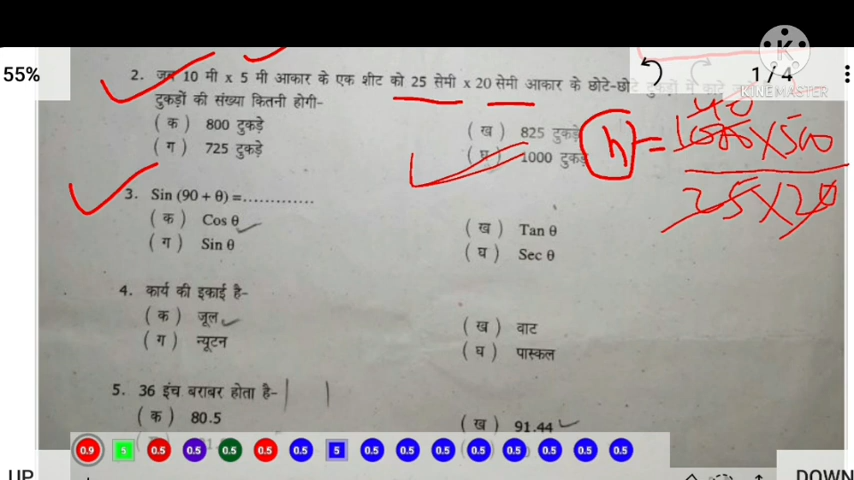 55%
1/4
KINEMASTER
2. जब 10 मी x 5 मी आकार के एक शीट को 25 सेमी x 20 सेमी आकार के छोटे-छोटे टुकड़ों में काटे
टुकड़ों की संख्या कितनी होगी-
( क ) 800 टुकड़े ( ख ) 825 टुकड़े
( ग ) 725 टुकड़े ( घ ) 1000 टुकड़े
40
n = 1000 x 500
25 x 20
3. Sin (90 + θ) =.............
( क ) Cos θ ( ख ) Tan θ
( ग ) Sin θ ( घ ) Sec θ
4. कार्य की इकाई है-
( क ) जूल ( ख ) वाट
( ग ) न्यूटन ( घ ) पास्कल
5. 36 इंच बराबर होता है-
( क ) 80.5 ( ख ) 91.44
0.9 5 0.5 0.5 0.5 0.5 0.5 5 0.5 0.5 0.5 0.5 0.5 0.5 0.5 0.5
UP DOWN